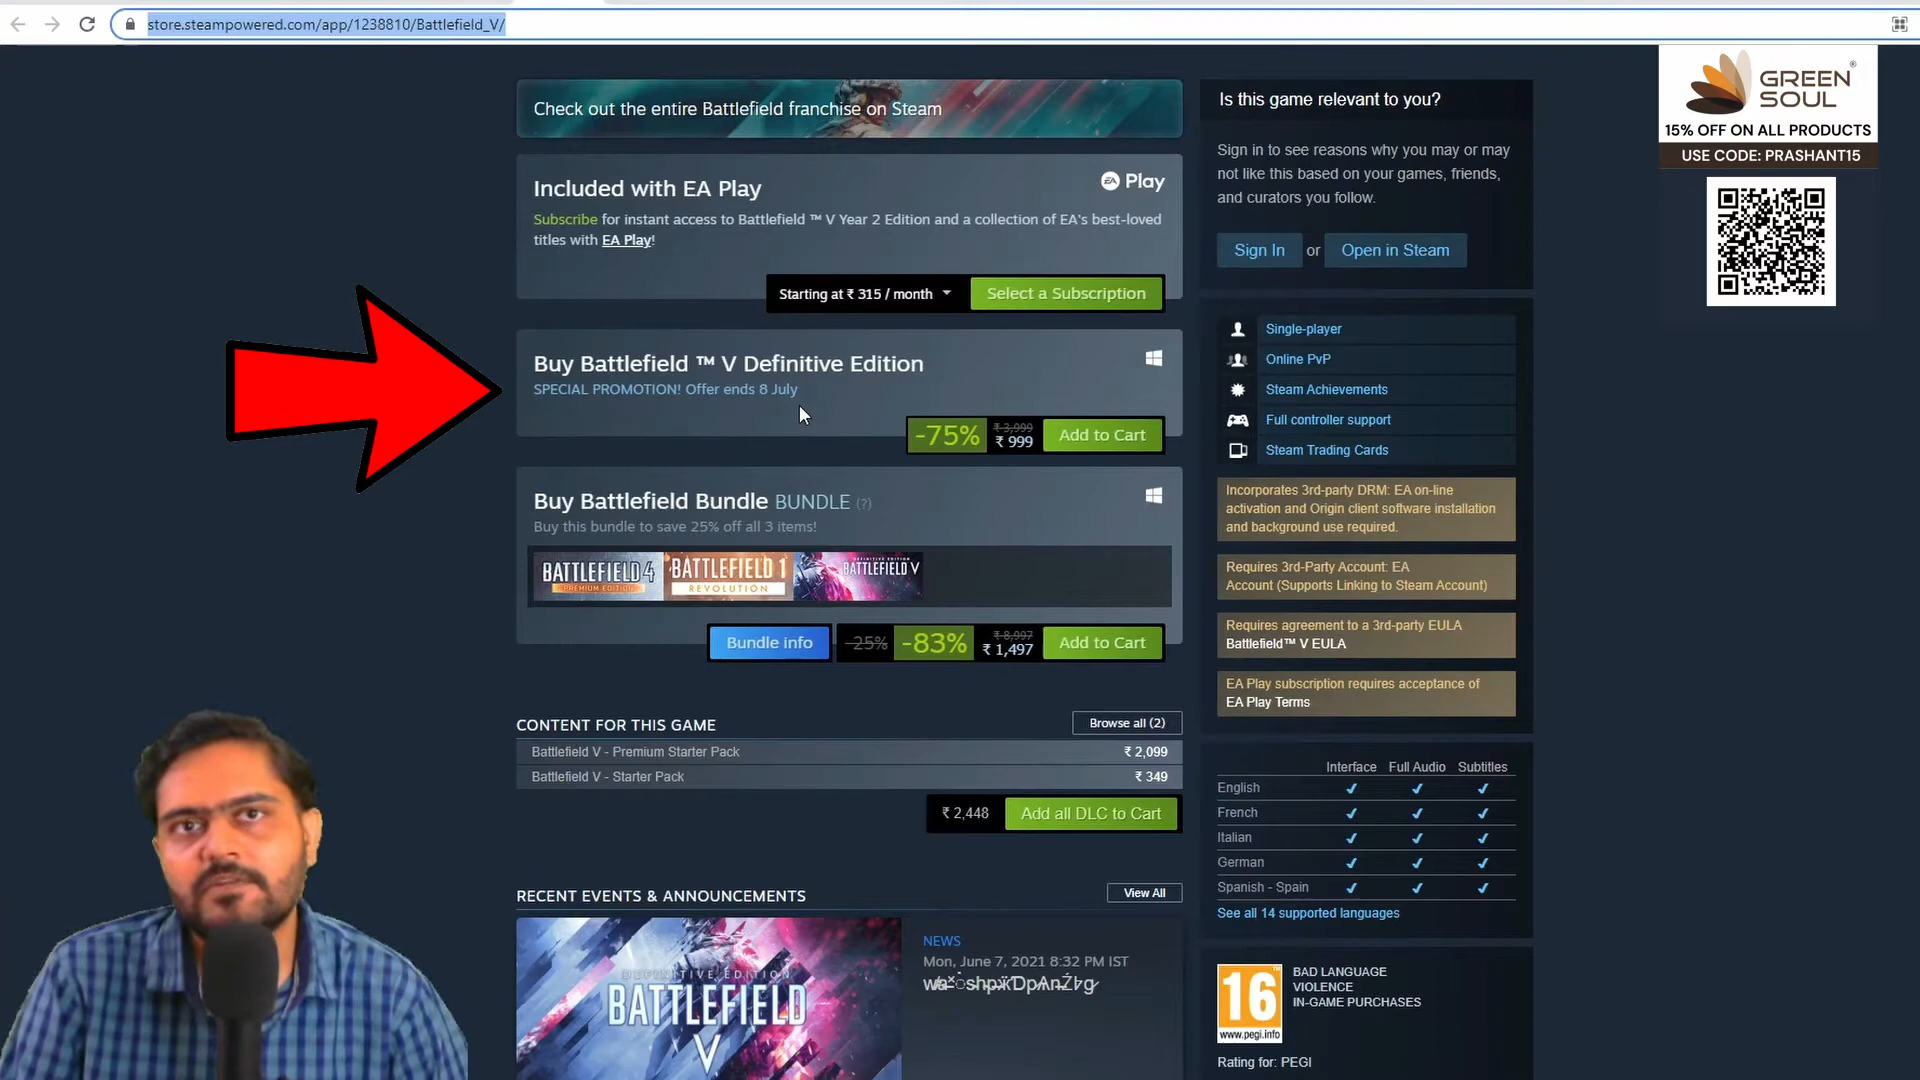 store.steampowered.com/app/1238810/Battlefield_V/
Check out the entire Battlefield franchise on Steam
Included with EA Play
EA Play
Subscribe for instant access to Battlefield ™ V Year 2 Edition and a collection of EA's best-loved
titles with EA Play!
Starting at ₹ 315 / month
Select a Subscription
Buy Battlefield ™ V Definitive Edition
SPECIAL PROMOTION! Offer ends 8 July
-75%
₹ 3,999
₹ 999
Add to Cart
Buy Battlefield Bundle BUNDLE (?)
Buy this bundle to save 25% off all 3 items!
BATTLEFIELD 4
PREMIUM EDITION
BATTLEFIELD 1
REVOLUTION
DEFINITIVE EDITION
BATTLEFIELD V
Bundle info
-25%
-83%
₹ 8,997
₹ 1,497
Add to Cart
CONTENT FOR THIS GAME
Browse all (2)
Battlefield V - Premium Starter Pack ₹ 2,099
Battlefield V - Starter Pack ₹ 349
₹ 2,448
Add all DLC to Cart
RECENT EVENTS & ANNOUNCEMENTS
View All
DEFINITIVE EDITION
BATTLEFIELD
V
NEWS
Mon, June 7, 2021 8:32 PM IST
Is this game relevant to you?
Sign in to see reasons why you may or may
not like this based on your games, friends,
and curators you follow.
Sign In or Open in Steam
Single-player
Online PvP
Steam Achievements
Full controller support
Steam Trading Cards
Incorporates 3rd-party DRM: EA on-line
activation and Origin client software installation
and background use required.
Requires 3rd-Party Account: EA
Account (Supports Linking to Steam Account)
Requires agreement to a 3rd-party EULA
Battlefield™ V EULA
EA Play subscription requires acceptance of
EA Play Terms
Interface Full Audio Subtitles
English
French
Italian
German
Spanish - Spain
See all 14 supported languages
16
www.pegi.info
BAD LANGUAGE
VIOLENCE
IN-GAME PURCHASES
Rating for: PEGI
GREEN
SOUL
®
15% OFF ON ALL PRODUCTS
USE CODE: PRASHANT15